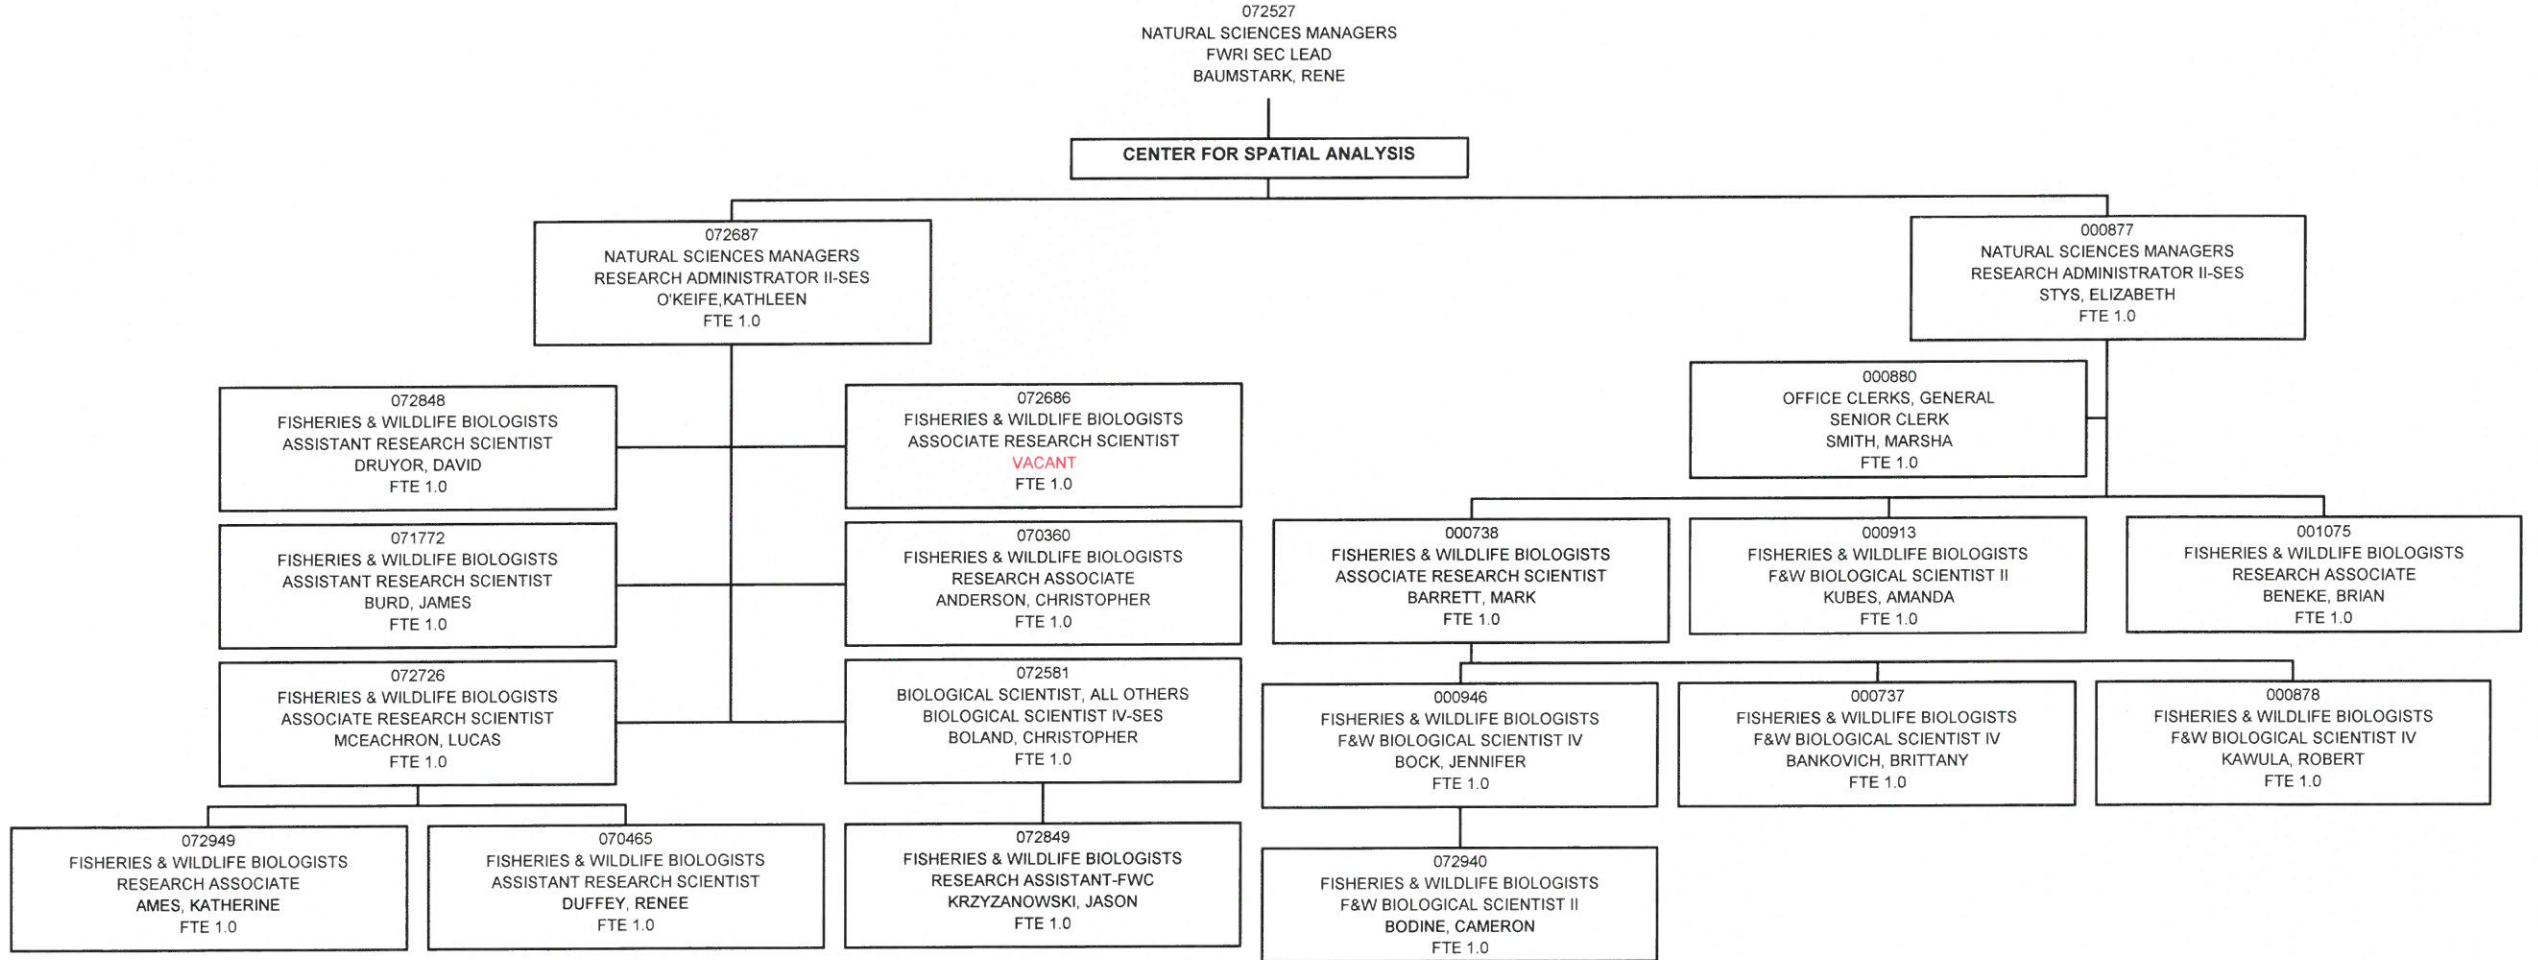 072527
NATURAL SCIENCES MANAGERS
FWRI SEC LEAD
BAUMSTARK, RENE
CENTER FOR SPATIAL ANALYSIS
072687
NATURAL SCIENCES MANAGERS
RESEARCH ADMINISTRATOR II-SES
O'KEIFE,KATHLEEN
FTE 1.0
000877
NATURAL SCIENCES MANAGERS
RESEARCH ADMINISTRATOR II-SES
STYS, ELIZABETH
FTE 1.0
072848
FISHERIES & WILDLIFE BIOLOGISTS
ASSISTANT RESEARCH SCIENTIST
DRUYOR, DAVID
FTE 1.0
072686
FISHERIES & WILDLIFE BIOLOGISTS
ASSOCIATE RESEARCH SCIENTIST
VACANT
FTE 1.0
000880
OFFICE CLERKS, GENERAL
SENIOR CLERK
SMITH, MARSHA
FTE 1.0
071772
FISHERIES & WILDLIFE BIOLOGISTS
ASSISTANT RESEARCH SCIENTIST
BURD, JAMES
FTE 1.0
070360
FISHERIES & WILDLIFE BIOLOGISTS
RESEARCH ASSOCIATE
ANDERSON, CHRISTOPHER
FTE 1.0
000738
FISHERIES & WILDLIFE BIOLOGISTS
ASSOCIATE RESEARCH SCIENTIST
BARRETT, MARK
FTE 1.0
000913
FISHERIES & WILDLIFE BIOLOGISTS
F&W BIOLOGICAL SCIENTIST II
KUBES, AMANDA
FTE 1.0
001075
FISHERIES & WILDLIFE BIOLOGISTS
RESEARCH ASSOCIATE
BENEKE, BRIAN
FTE 1.0
072726
FISHERIES & WILDLIFE BIOLOGISTS
ASSOCIATE RESEARCH SCIENTIST
MCEACHRON, LUCAS
FTE 1.0
072581
BIOLOGICAL SCIENTIST, ALL OTHERS
BIOLOGICAL SCIENTIST IV-SES
BOLAND, CHRISTOPHER
FTE 1.0
000946
FISHERIES & WILDLIFE BIOLOGISTS
F&W BIOLOGICAL SCIENTIST IV
BOCK, JENNIFER
FTE 1.0
000737
FISHERIES & WILDLIFE BIOLOGISTS
F&W BIOLOGICAL SCIENTIST IV
BANKOVICH, BRITTANY
FTE 1.0
000878
FISHERIES & WILDLIFE BIOLOGISTS
F&W BIOLOGICAL SCIENTIST IV
KAWULA, ROBERT
FTE 1.0
072949
FISHERIES & WILDLIFE BIOLOGISTS
RESEARCH ASSOCIATE
AMES, KATHERINE
FTE 1.0
070465
FISHERIES & WILDLIFE BIOLOGISTS
ASSISTANT RESEARCH SCIENTIST
DUFFEY, RENEE
FTE 1.0
072849
FISHERIES & WILDLIFE BIOLOGISTS
RESEARCH ASSISTANT-FWC
KRZYZANOWSKI, JASON
FTE 1.0
072940
FISHERIES & WILDLIFE BIOLOGISTS
F&W BIOLOGICAL SCIENTIST II
BODINE, CAMERON
FTE 1.0